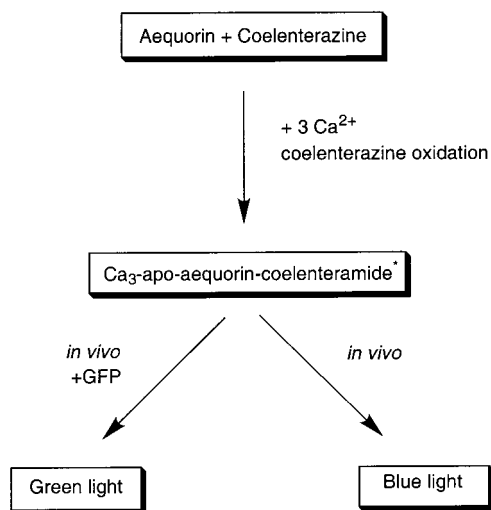 Aequorin + Coelenterazine
+ 3 Ca2+
coelenterazine oxidation
Ca3-apo-aequorin-coelenteramide*
in vivo
+GFP
in vivo
Green light
Blue light